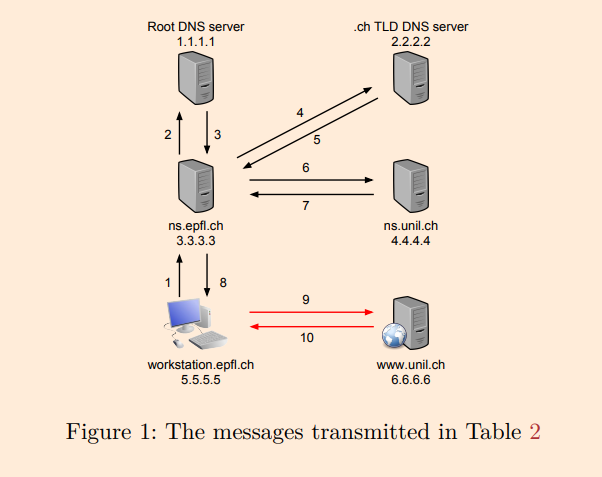 Root DNS server
1.1.1.1
.ch TLD DNS server
2.2.2.2
4
5
2
3
6
7
ns.epfl.ch
3.3.3.3
ns.unil.ch
4.4.4.4
1
8
9
10
workstation.epfl.ch
5.5.5.5
www.unil.ch
6.6.6.6
Figure 1: The messages transmitted in Table 2